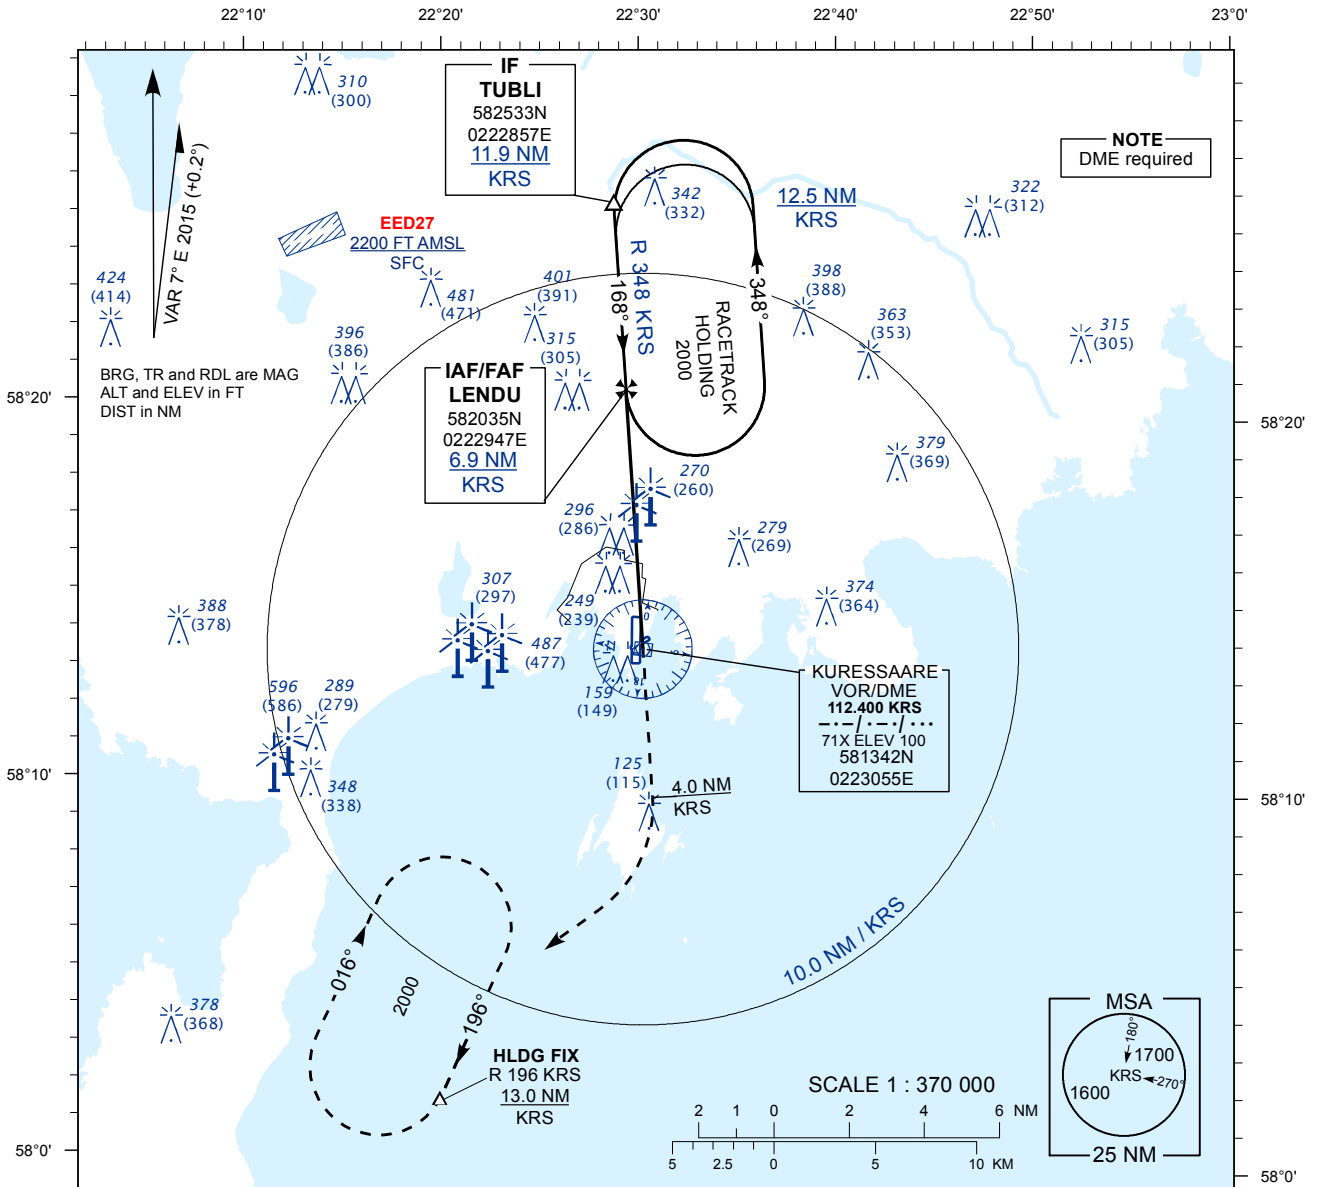 22°10'
22°20'
22°30'
22°40'
22°50'
23°0'
310
(300)
IF
TUBLI
582533N
0222857E
11.9 NM
KRS
NOTE
DME required
VAR 7° E 2015 (+0.2°)
342
(332)
12.5 NM
KRS
322
(312)
EED27
2200 FT AMSL
SFC
424
(414)
481
(471)
401
(391)
398
(388)
363
(353)
315
(305)
396
(386)
315
(305)
R 348 KRS
168°
348°
RACETRACK
HOLDING
2000
BRG, TR and RDL are MAG
ALT and ELEV in FT
DIST in NM
58°20'
58°20'
IAF/FAF
LENDU
582035N
0222947E
6.9 NM
KRS
379
(369)
270
(260)
296
(286)
279
(269)
307
(297)
249
(239)
374
(364)
388
(378)
487
(477)
159
(149)
0
9
18
27
KURESSAARE
VOR/DME
112.400 KRS
71X ELEV 100
581342N
0223055E
596
(586)
289
(279)
348
(338)
58°10'
58°10'
125
(115)
4.0 NM
KRS
10.0 NM / KRS
016°
2000
196°
378
(368)
HLDG FIX
R 196 KRS
13.0 NM
KRS
MSA
180°
1700
KRS
270°
1600
25 NM
SCALE 1 : 370 000
2 1 0 2 4 6 NM
5 2.5 0 5 10 KM
58°0'
58°0'